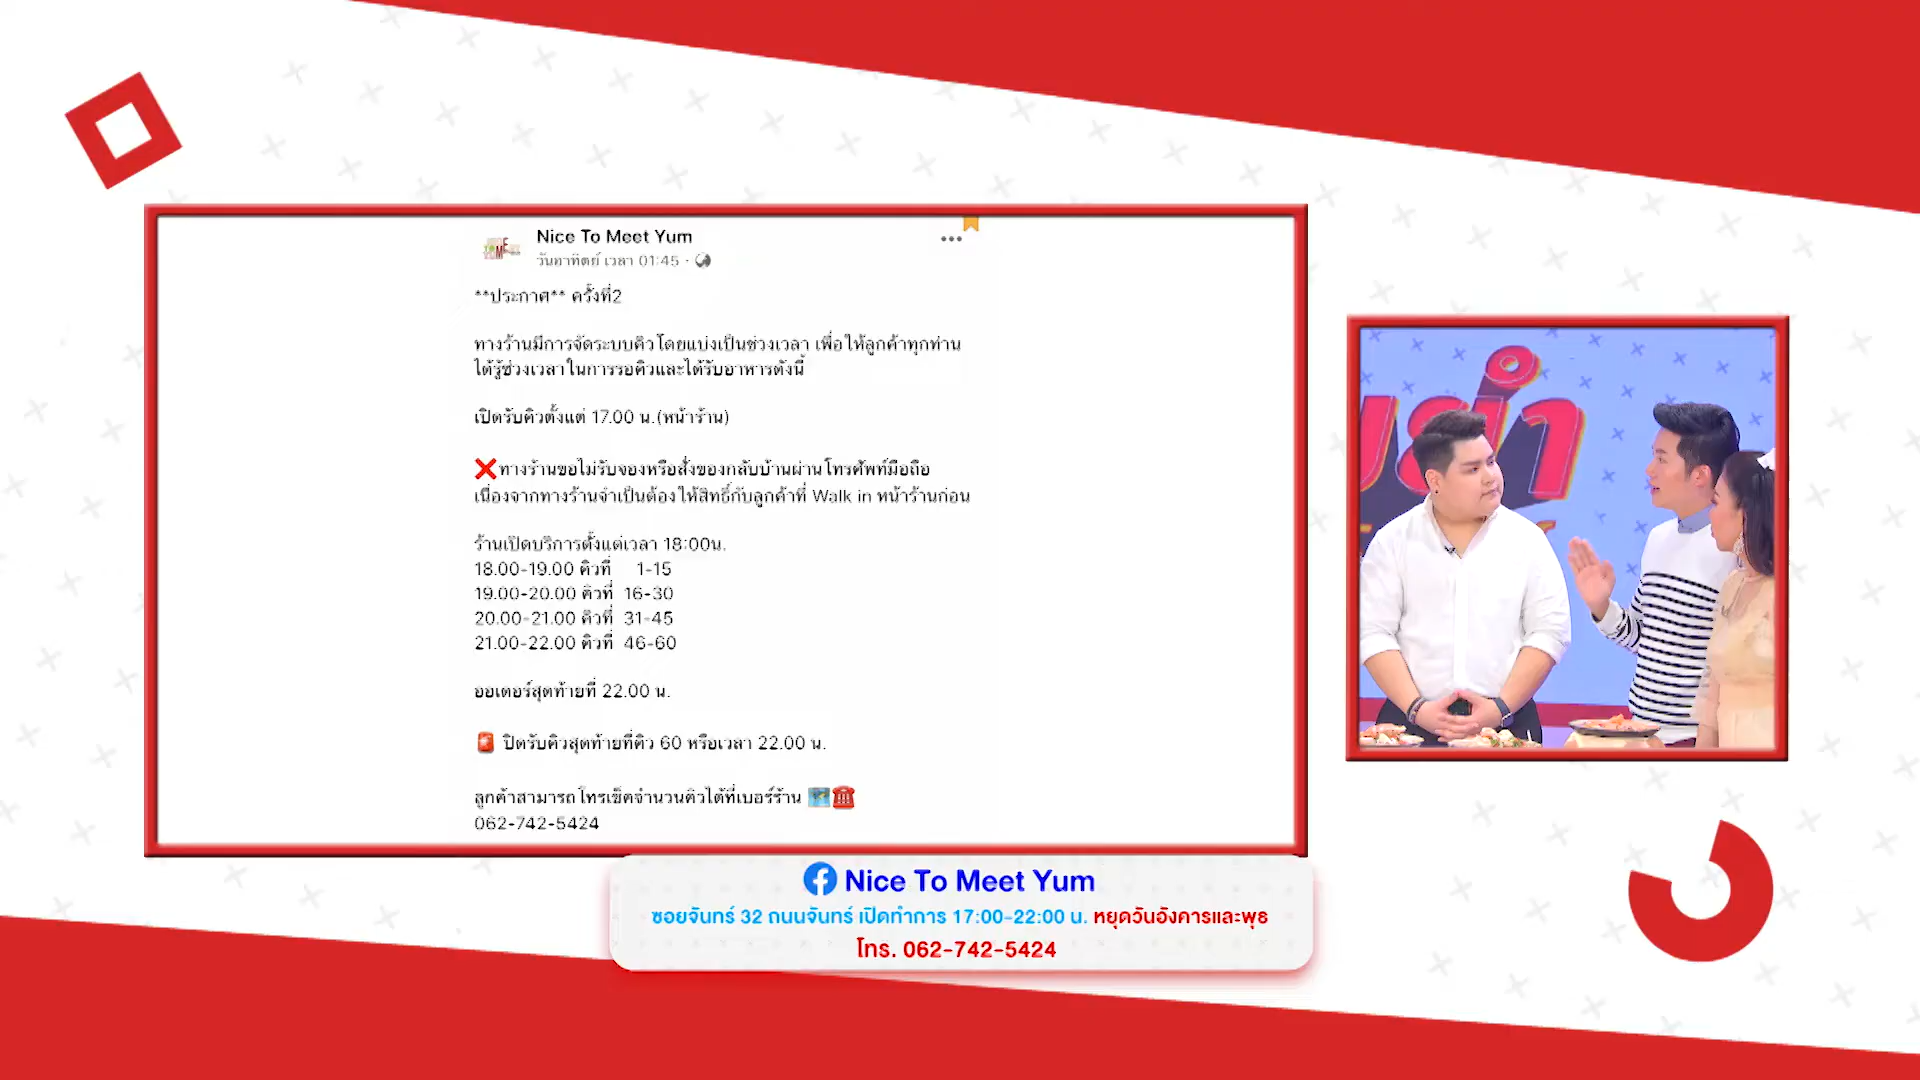 Nice To Meet Yum
วันอาทิตย์ เวลา 01:45 ·
**ประกาศ** ครั้งที่2
ทางร้านมีการจัดระบบคิวโดยแบ่งเป็นช่วงเวลา เพื่อให้ลูกค้าทุกท่าน
ได้รู้ช่วงเวลาในการรอคิวและได้รับอาหารดังนี้
เปิดรับคิวตั้งแต่ 17.00 น.(หน้าร้าน)
❌ทางร้านขอไม่รับจองหรือสั่งของกลับบ้านผ่านโทรศัพท์มือถือ
เนื่องจากทางร้านจำเป็นต้องให้สิทธิ์กับลูกค้าที่ Walk in หน้าร้านก่อน
ร้านเปิดบริการตั้งแต่เวลา 18:00น.
18.00-19.00 คิวที่ 1-15
19.00-20.00 คิวที่ 16-30
20.00-21.00 คิวที่ 31-45
21.00-22.00 คิวที่ 46-60
ออเดอร์สุดท้ายที่ 22.00 น.
🚨 ปิดรับคิวสุดท้ายที่คิว 60 หรือเวลา 22.00 น.
ลูกค้าสามารถโทรเช็คจำนวนคิวได้ที่เบอร์ร้าน
062-742-5424
Nice To Meet Yum
ซอยจันทร์ 32 ถนนจันทร์ เปิดทำการ 17:00-22:00 น. หยุดวันอังคารและพุธ
โทร. 062-742-5424